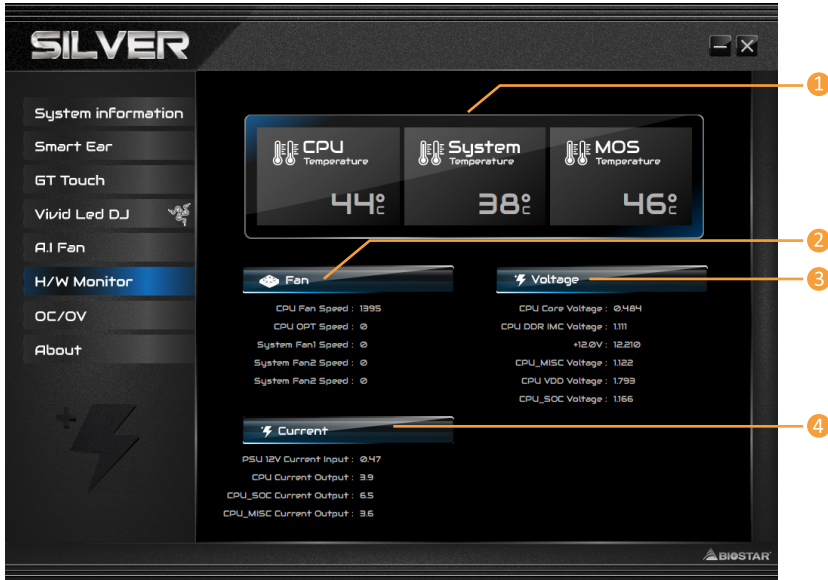 SILVER
1
System information
Smart Ear
GT Touch
Vivid Led DJ
A.I Fan
H/W Monitor
OC/OV
About
CPU
Temperature
44°C
System
Temperature
38°C
MOS
Temperature
46°C
2
Fan
CPU Fan Speed : 1395
CPU OPT Speed : 0
System Fan1 Speed : 0
System Fan2 Speed : 0
System Fan2 Speed : 0
3
Voltage
CPU Core Voltage : 0.484
CPU DDR IMC Voltage : 1.111
+12.0V : 12.210
CPU_MISC Voltage : 1.122
CPU VDD Voltage : 1.793
CPU_SOC Voltage : 1.166
4
Current
PSU 12V Current Input : 0.47
CPU Current Output : 3.9
CPU_SOC Current Output : 6.5
CPU_MISC Current Output : 3.6
BIOSTAR